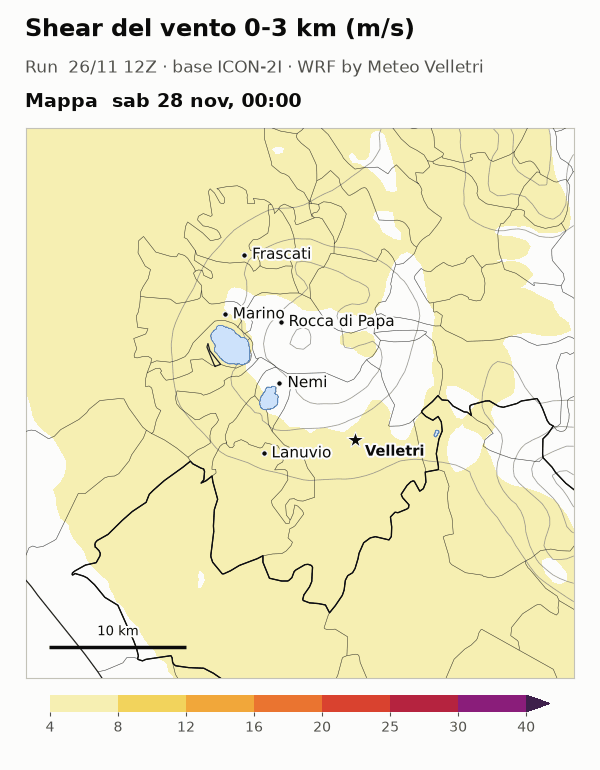 Shear del vento 0-3 km (m/s)
Run  26/11 12Z · base ICON-2I · WRF by Meteo Velletri
Mappa  sab 28 nov, 00:00
Frascati
Marino
Rocca di Papa
Nemi
Lanuvio
Velletri
10 km
4 8 12 16 20 25 30 40